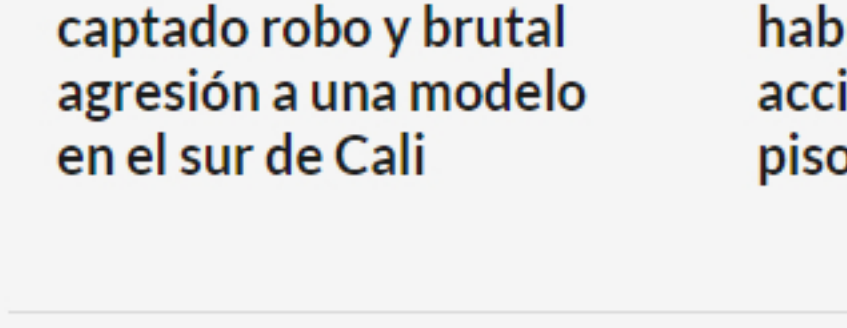 captado robo y brutal
agresión a una modelo
en el sur de Cali